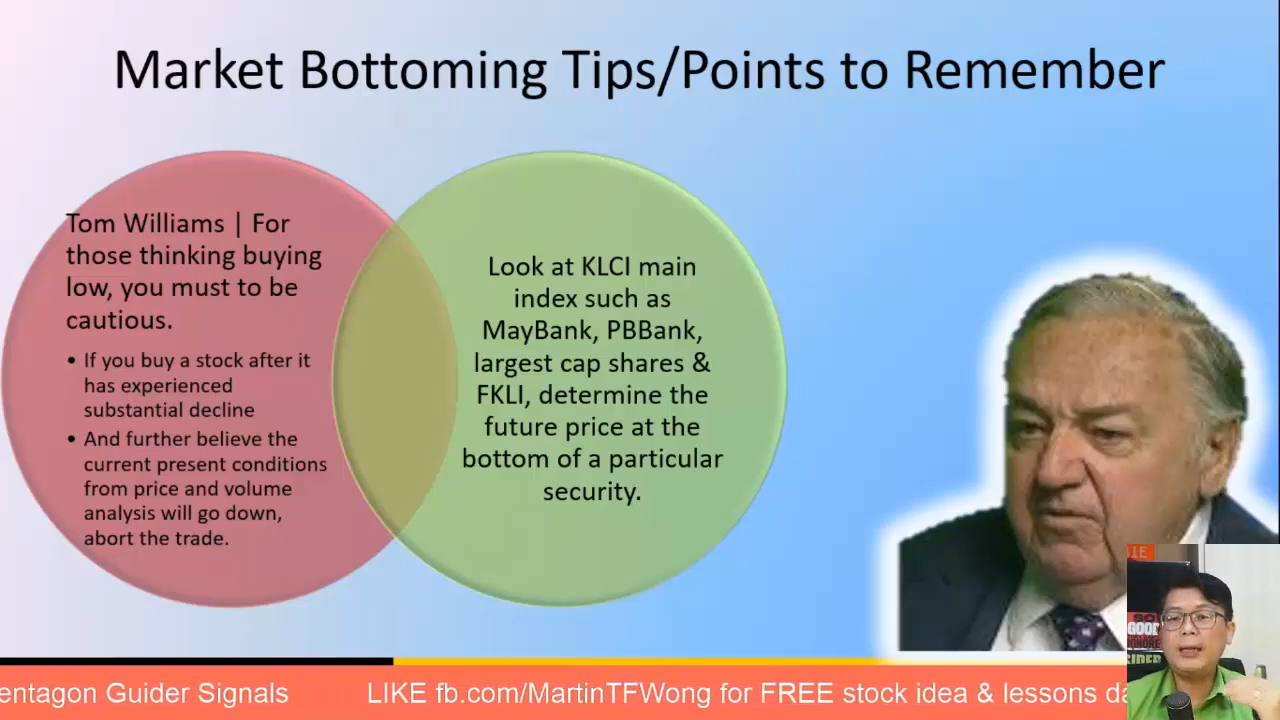 Market Bottoming Tips/Points to Remember
Tom Williams | For
those thinking buying
low, you must to be
cautious.
• If you buy a stock after it
has experienced
substantial decline
• And further believe the
current present conditions
from price and volume
analysis will go down,
abort the trade.
Look at KLCI main
index such as
MayBank, PBBank,
largest cap shares &
FKLI, determine the
future price at the
bottom of a particular
security.
GOOD
entagon Guider Signals
LIKE fb.com/MartinTFWong for FREE stock idea & lessons da